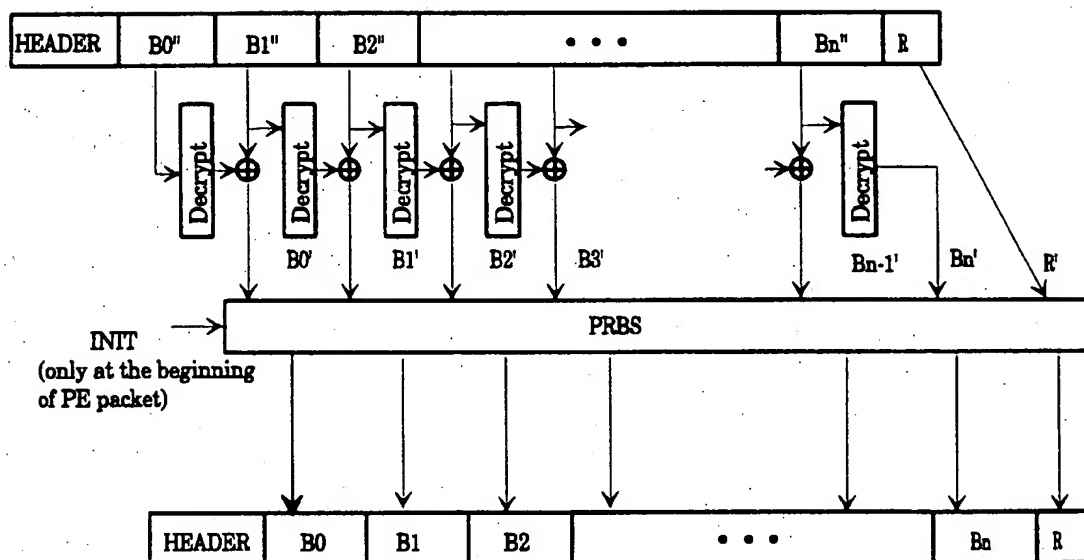 HEADER B0" B1" B2" • • • Bn" R
Decrypt Decrypt Decrypt Decrypt Decrypt
B0' B1' B2' B3' Bn-1' Bn' R'
PRBS
INIT
(only at the beginning
of PE packet)
HEADER B0 B1 B2 • • • Bn R